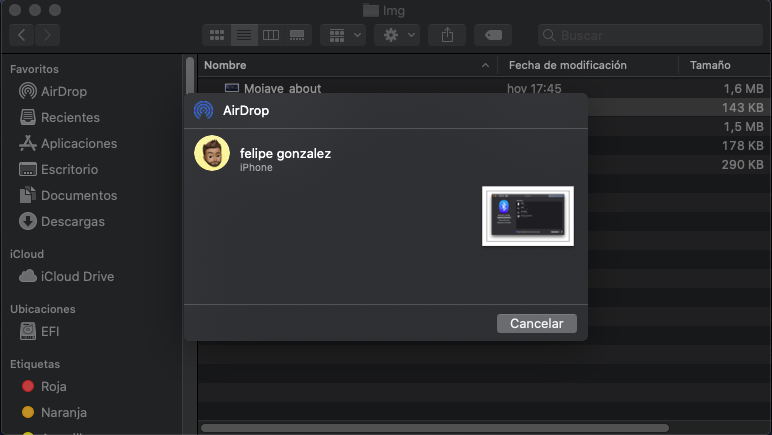 Img
Buscar
Favoritos
AirDrop
Recientes
Aplicaciones
Escritorio
Documentos
Descargas
iCloud
iCloud Drive
Ubicaciones
EFI
Etiquetas
Roja
Naranja
Nombre
Fecha de modificación
Tamaño
Mojave about
hoy 17:45
1,6 MB
143 KB
1,5 MB
178 KB
290 KB
AirDrop
felipe gonzalez
iPhone
Cancelar